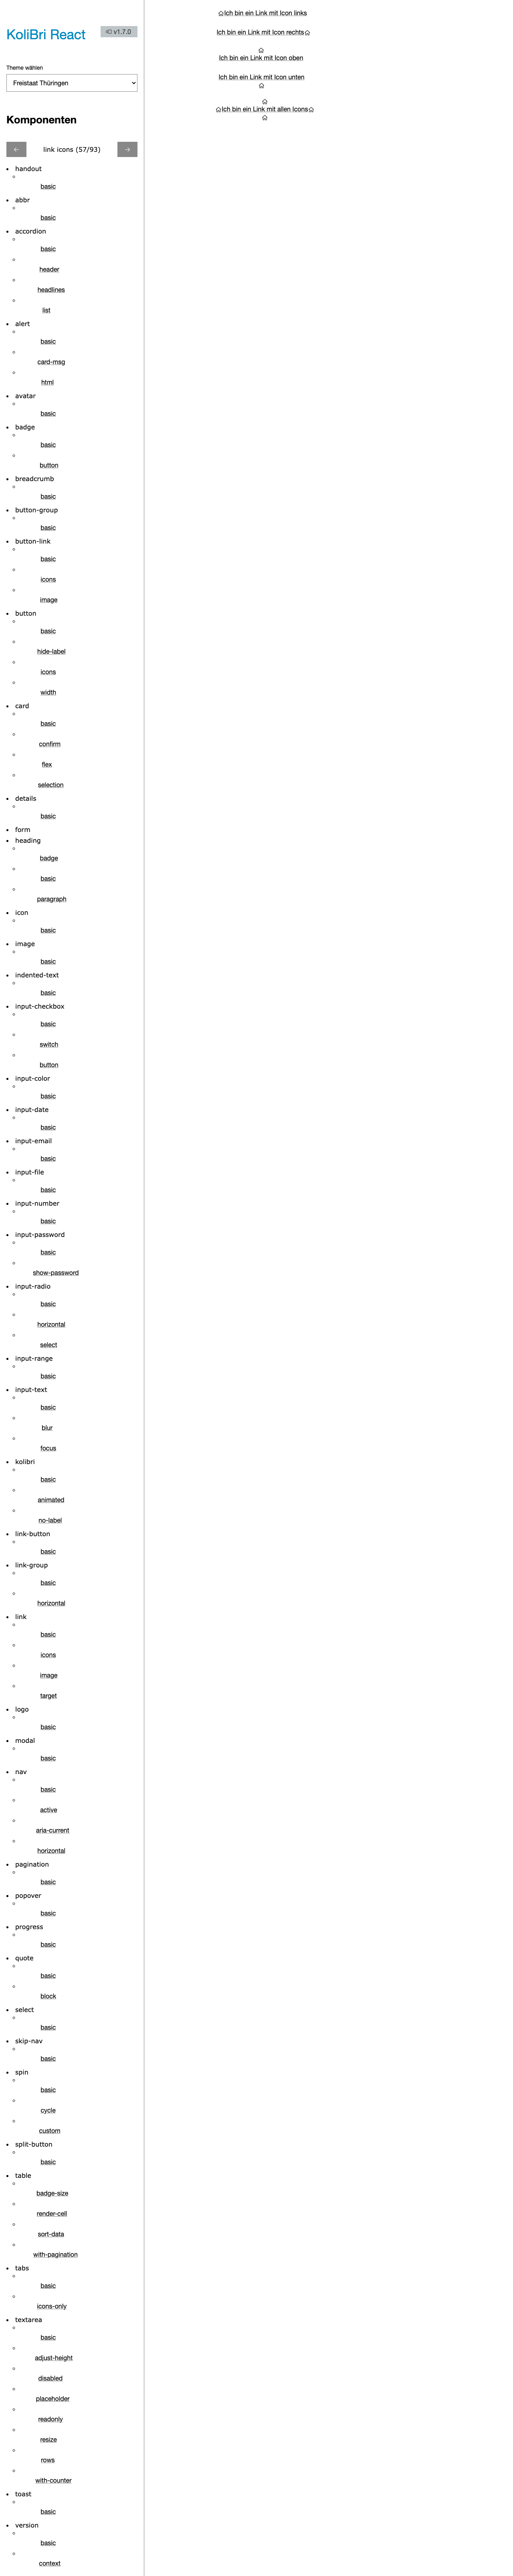 KoliBri React
v1.7.0
Theme wählen
Freistaat Thüringen
Komponenten
link icons (57/93)
handout
basic
abbr
basic
accordion
basic
header
headlines
list
alert
basic
card-msg
html
avatar
basic
badge
basic
button
breadcrumb
basic
button-group
basic
button-link
basic
icons
image
button
basic
hide-label
icons
width
card
basic
confirm
flex
selection
details
basic
form
heading
badge
basic
paragraph
icon
basic
image
basic
indented-text
basic
input-checkbox
basic
switch
button
input-color
basic
input-date
basic
input-email
basic
input-file
basic
input-number
basic
input-password
basic
show-password
input-radio
basic
horizontal
select
input-range
basic
input-text
basic
blur
focus
kolibri
basic
animated
no-label
link-button
basic
link-group
basic
horizontal
link
basic
icons
image
target
logo
basic
modal
basic
nav
basic
active
aria-current
horizontal
pagination
basic
popover
basic
progress
basic
quote
basic
block
select
basic
skip-nav
basic
spin
basic
cycle
custom
split-button
basic
table
badge-size
render-cell
sort-data
with-pagination
tabs
basic
icons-only
textarea
basic
adjust-height
disabled
placeholder
readonly
resize
rows
with-counter
toast
basic
version
basic
context
Ich bin ein Link mit Icon links
Ich bin ein Link mit Icon rechts
Ich bin ein Link mit Icon oben
Ich bin ein Link mit Icon unten
Ich bin ein Link mit allen Icons